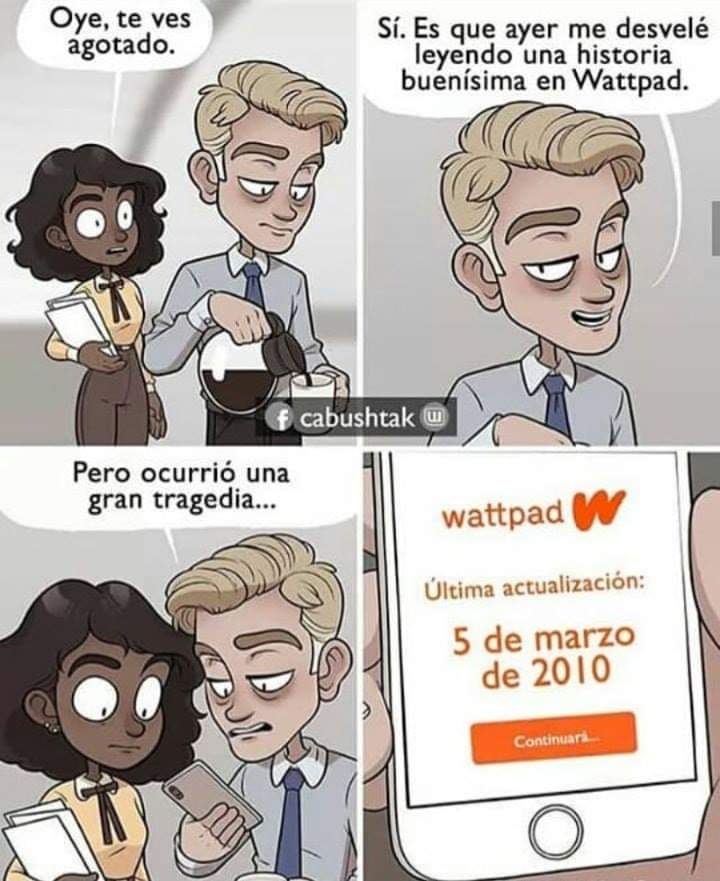 Oye, te ves
agotado.
Sí. Es que ayer me desvelé
leyendo una historia
buenísima en Wattpad.
f cabushtak w
Pero ocurrió una
gran tragedia...
wattpad
Última actualización:
5 de marzo
de 2010
Continuará...